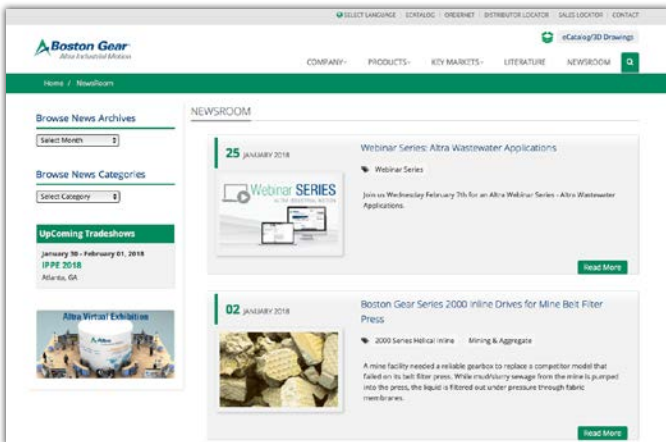 SELECT LANGUAGE | ECATALOG | ORDERNET | DISTRIBUTOR LOCATOR | SALES LOCATOR | CONTACT
Boston Gear
Altra Industrial Motion
eCatalog/3D Drawings
COMPANY PRODUCTS KEY MARKETS LITERATURE NEWSROOM
Home / NewsRoom
Browse News Archives
Select Month
Browse News Categories
Select Category
UpComing Tradeshows
January 30 - February 01, 2018
IPPE 2018
Atlanta, GA
Altra Virtual Exhibition
Altra
NEWSROOM
25 JANUARY 2018
Webinar SERIES
ALTRA INDUSTRIAL MOTION
Webinar Series: Altra Wastewater Applications
Webinar Series
Join us Wednesday February 7th for an Altra Webinar Series - Altra Wastewater
Applications.
Read More
02 JANUARY 2018
Boston Gear Series 2000 Inline Drives for Mine Belt Filter
Press
2000 Series Helical Inline Mining & Aggregate
A mine facility needed a reliable gearbox to replace a competitor model that
failed on its belt filter press. While mud/slurry sewage from the mine is pumped
into the press, the liquid is filtered out under pressure through fabric
membranes.
Read More